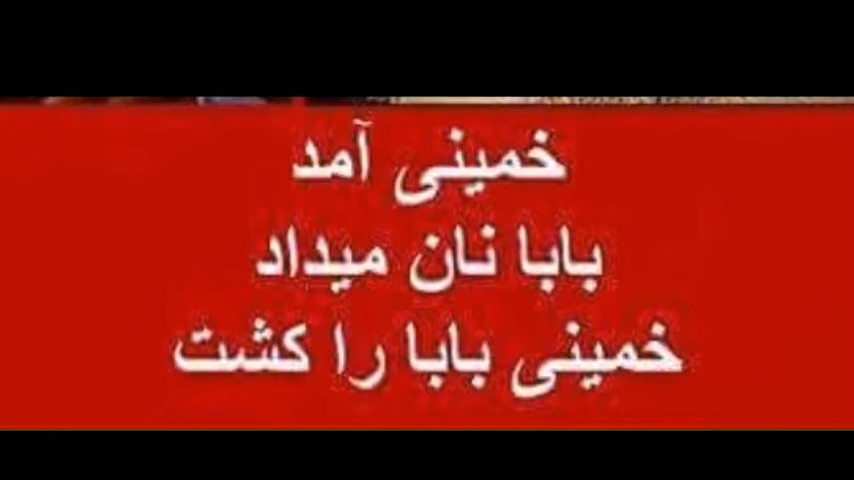 خمینی آمد
بابا نان میداد
خمینی بابا را کشت